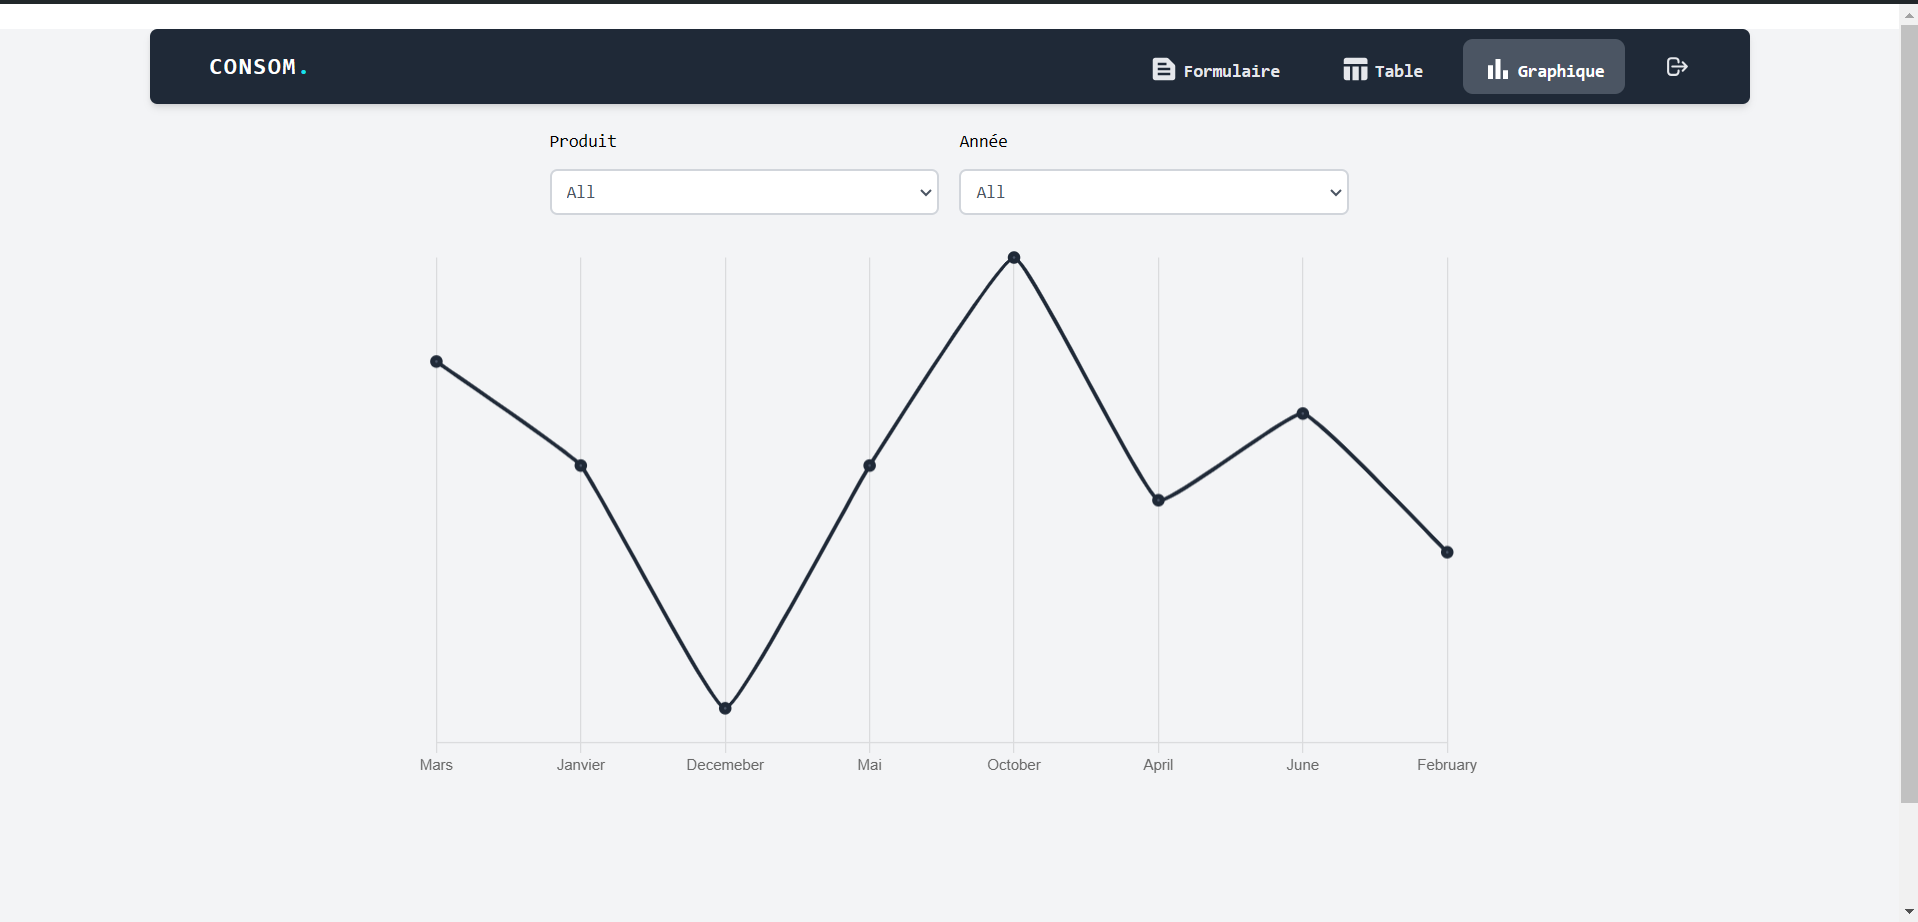 CONSOM.
Formulaire
Table
Graphique
Produit
Année
All
All
Mars
Janvier
Decemeber
Mai
October
April
June
February